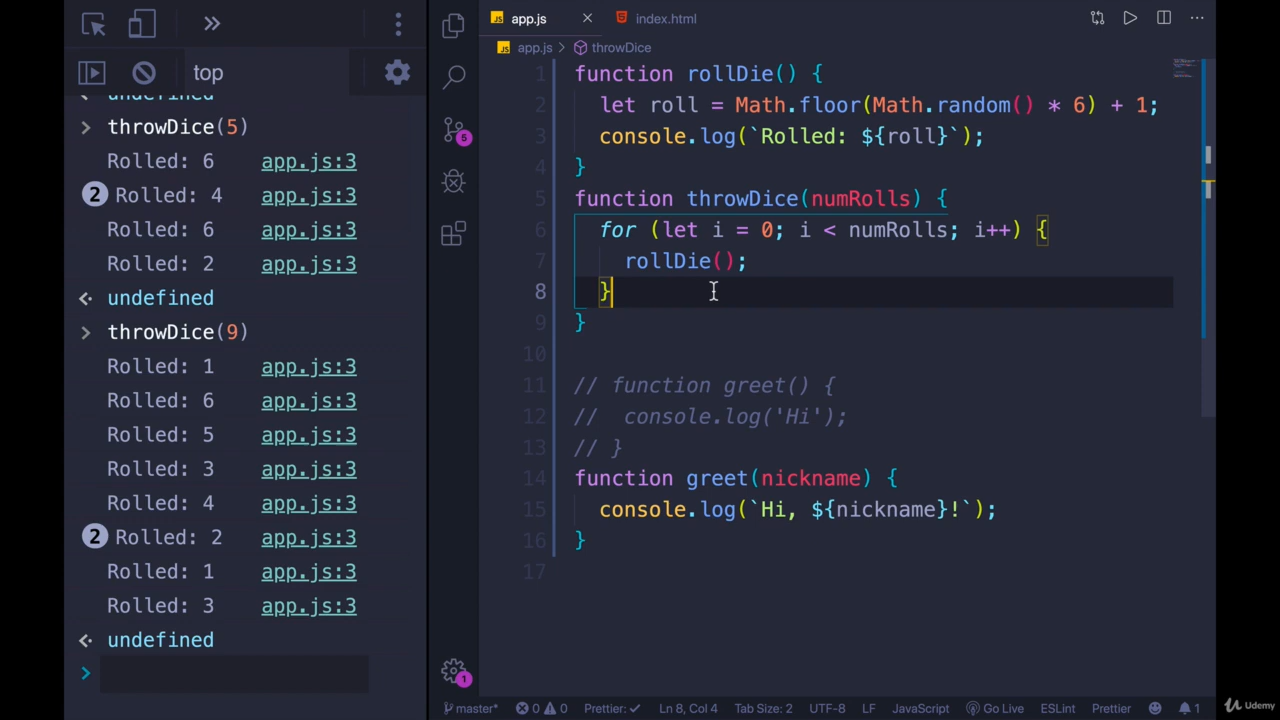 top
undefined
throwDice(5)
Rolled: 6 app.js:3
2 Rolled: 4 app.js:3
Rolled: 6 app.js:3
Rolled: 2 app.js:3
undefined
throwDice(9)
Rolled: 1 app.js:3
Rolled: 6 app.js:3
Rolled: 5 app.js:3
Rolled: 3 app.js:3
Rolled: 4 app.js:3
2 Rolled: 2 app.js:3
Rolled: 1 app.js:3
Rolled: 3 app.js:3
undefined
5
1
JS app.js index.html
JS app.js > throwDice
1 function rollDie() {
2 let roll = Math.floor(Math.random() * 6) + 1;
3 console.log(`Rolled: ${roll}`);
4 }
5 function throwDice(numRolls) {
6 for (let i = 0; i < numRolls; i++) {
7 rollDie();
8 }
9 }
10
11 // function greet() {
12 //  console.log('Hi');
13 // }
14 function greet(nickname) {
15 console.log(`Hi, ${nickname}!`);
16 }
17
master* 0 0 Prettier: ✓ Ln 8, Col 4 Tab Size: 2 UTF-8 LF JavaScript Go Live ESLint Prettier 1
Udemy